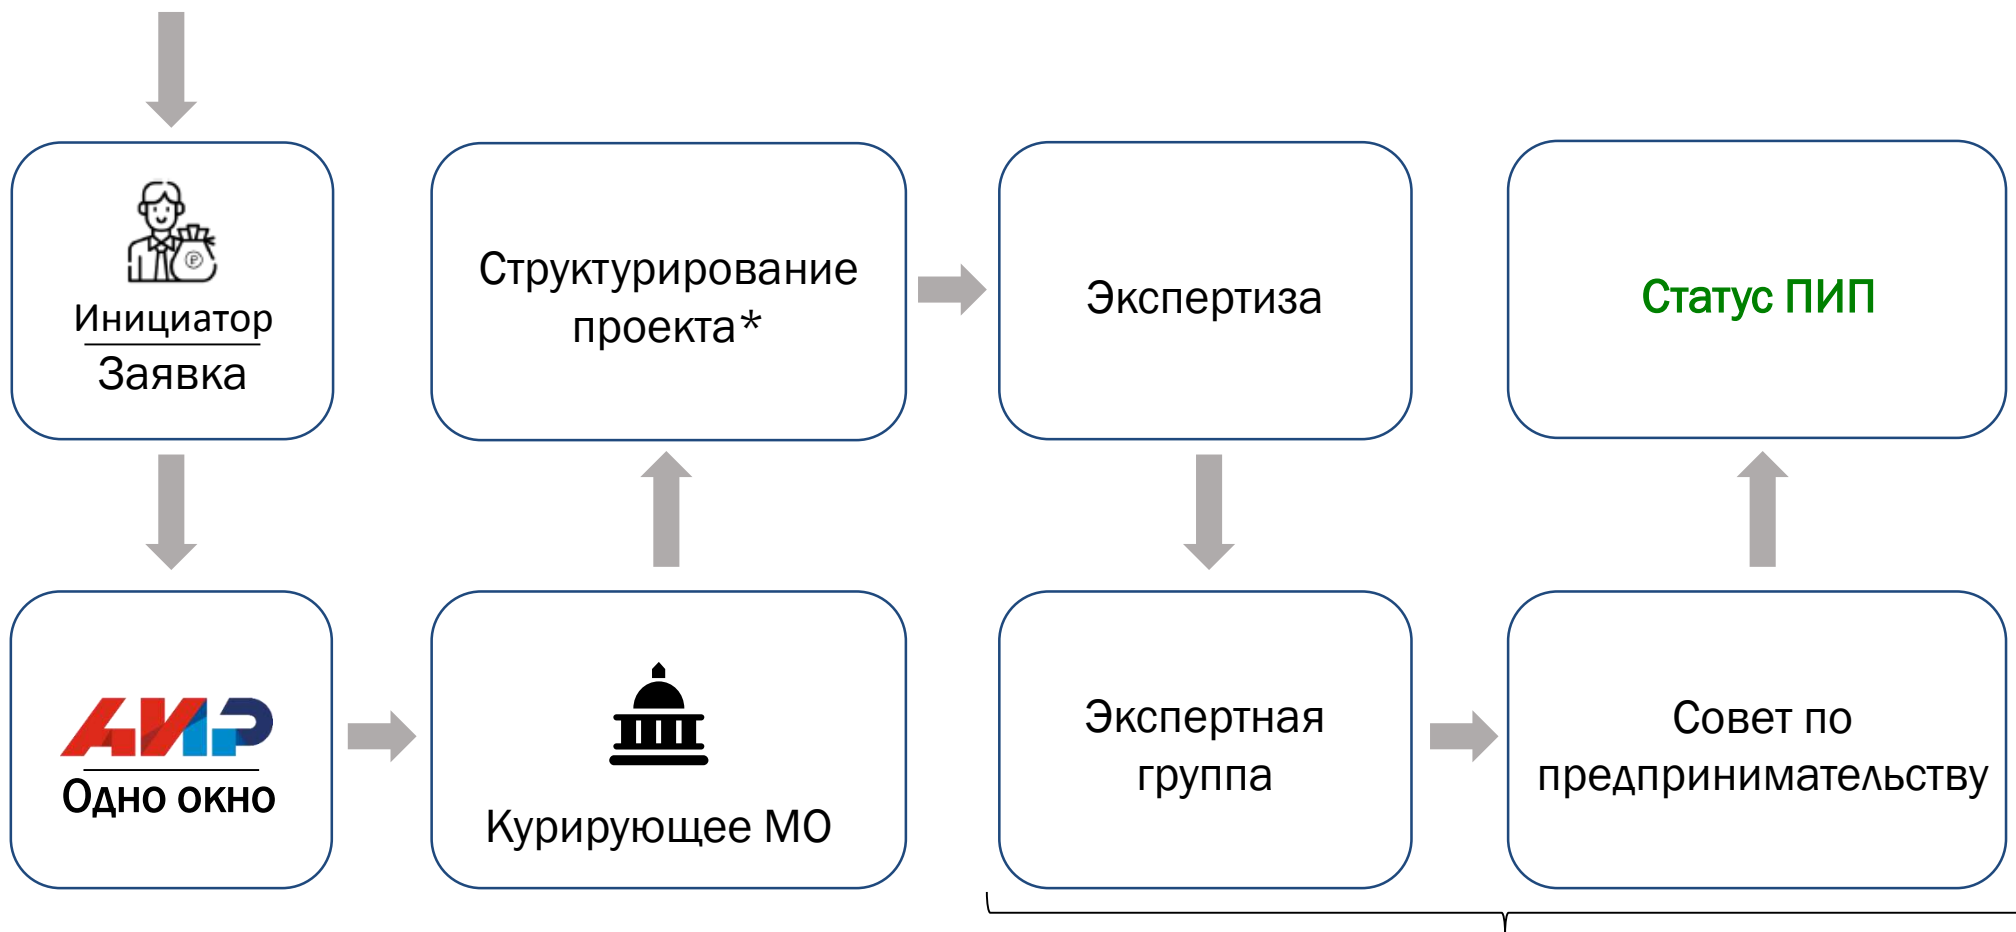 Инициатор
Заявка
Структурирование
проекта*
Экспертиза
Статус ПИП
АИР
Одно окно
Курирующее МО
Экспертная
группа
Совет по
предпринимательству